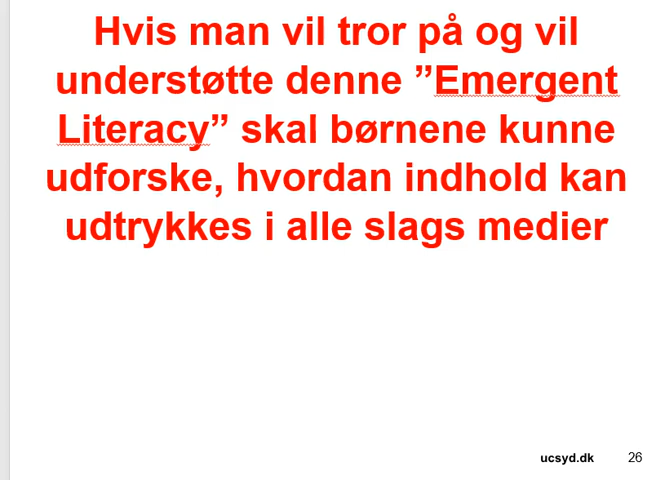 Hvis man vil tror på og vil
understøtte denne ”Emergent
Literacy” skal børnene kunne
udforske, hvordan indhold kan
udtrykkes i alle slags medier
ucsyd.dk 26